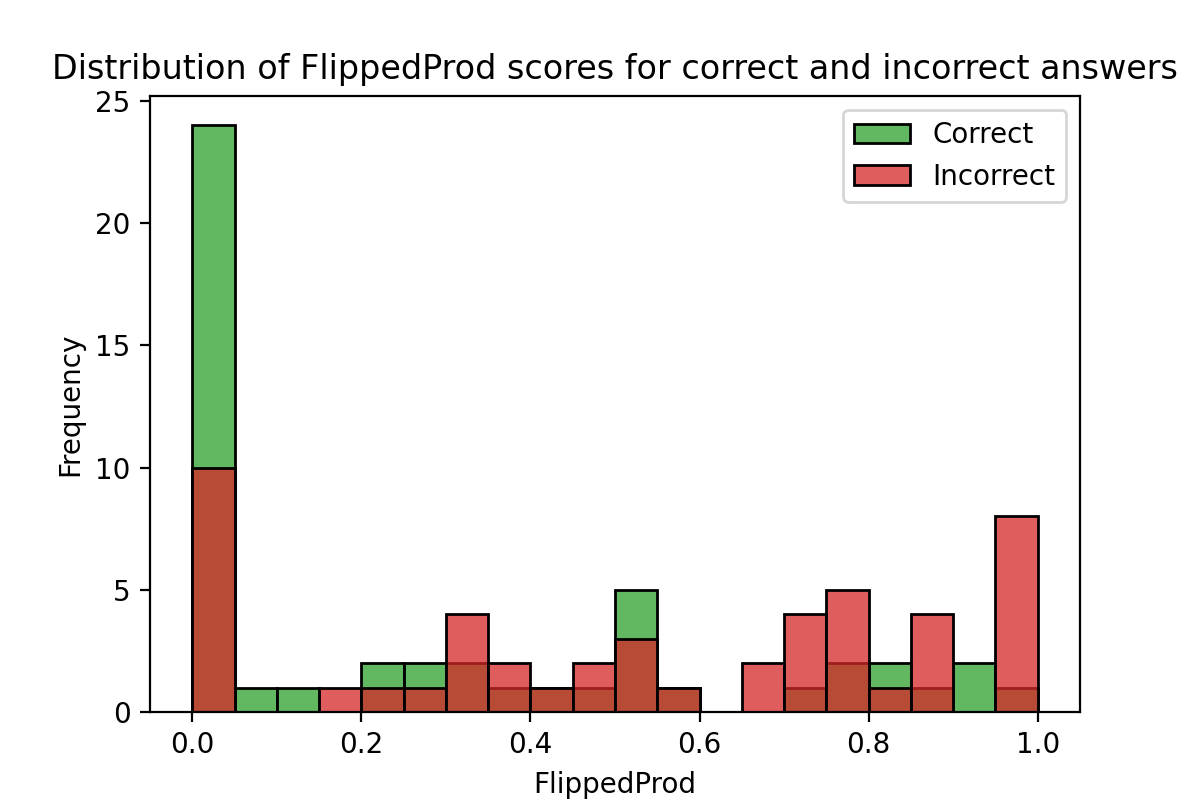 Distribution of FlippedProd scores for correct and incorrect answers
25
20
15
10
5
0
Frequency
Correct
Incorrect
0.0 0.2 0.4 0.6 0.8 1.0
FlippedProd